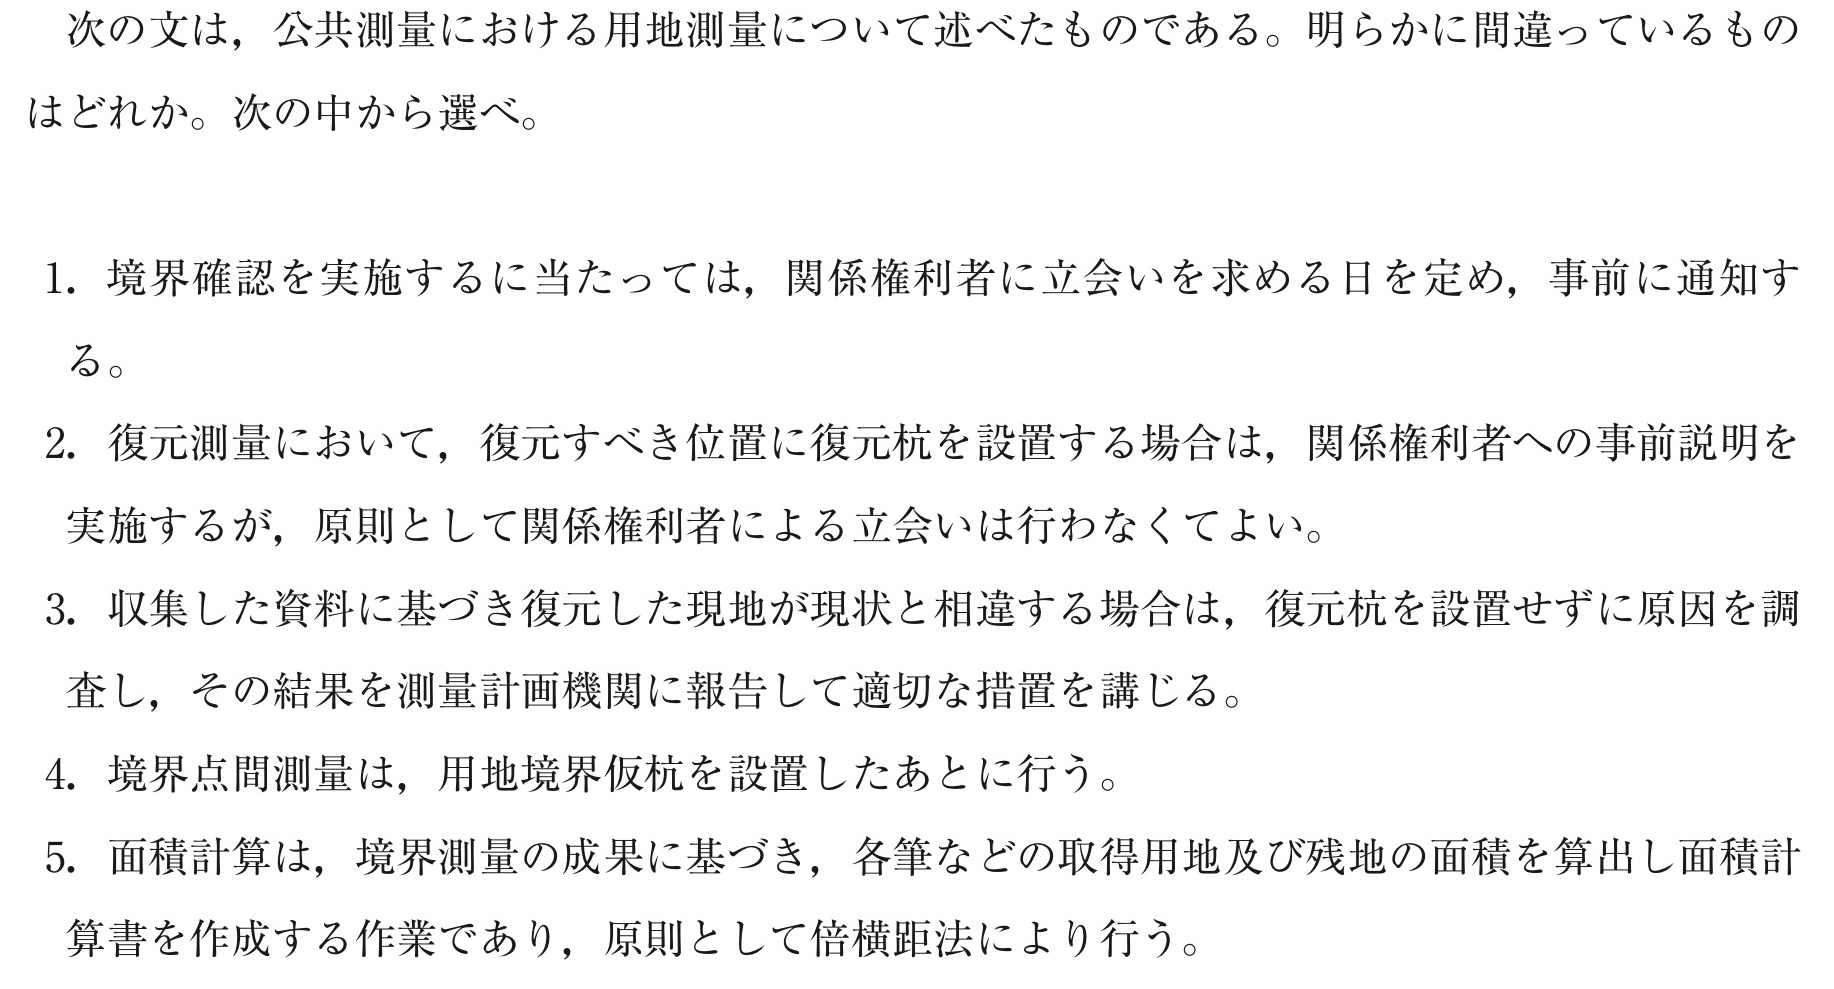 次の文は，公共測量における用地測量について述べたものである。明らかに間違っているもの
はどれか。次の中から選べ。
1. 境界確認を実施するに当たっては，関係権利者に立会いを求める日を定め，事前に通知す
る。
2. 復元測量において，復元すべき位置に復元杭を設置する場合は，関係権利者への事前説明を
実施するが，原則として関係権利者による立会いは行わなくてよい。
3. 収集した資料に基づき復元した現地が現状と相違する場合は，復元杭を設置せずに原因を調
査し，その結果を測量計画機関に報告して適切な措置を講じる。
4. 境界点間測量は，用地境界仮杭を設置したあとに行う。
5. 面積計算は，境界測量の成果に基づき，各筆などの取得用地及び残地の面積を算出し面積計
算書を作成する作業であり，原則として倍横距法により行う。